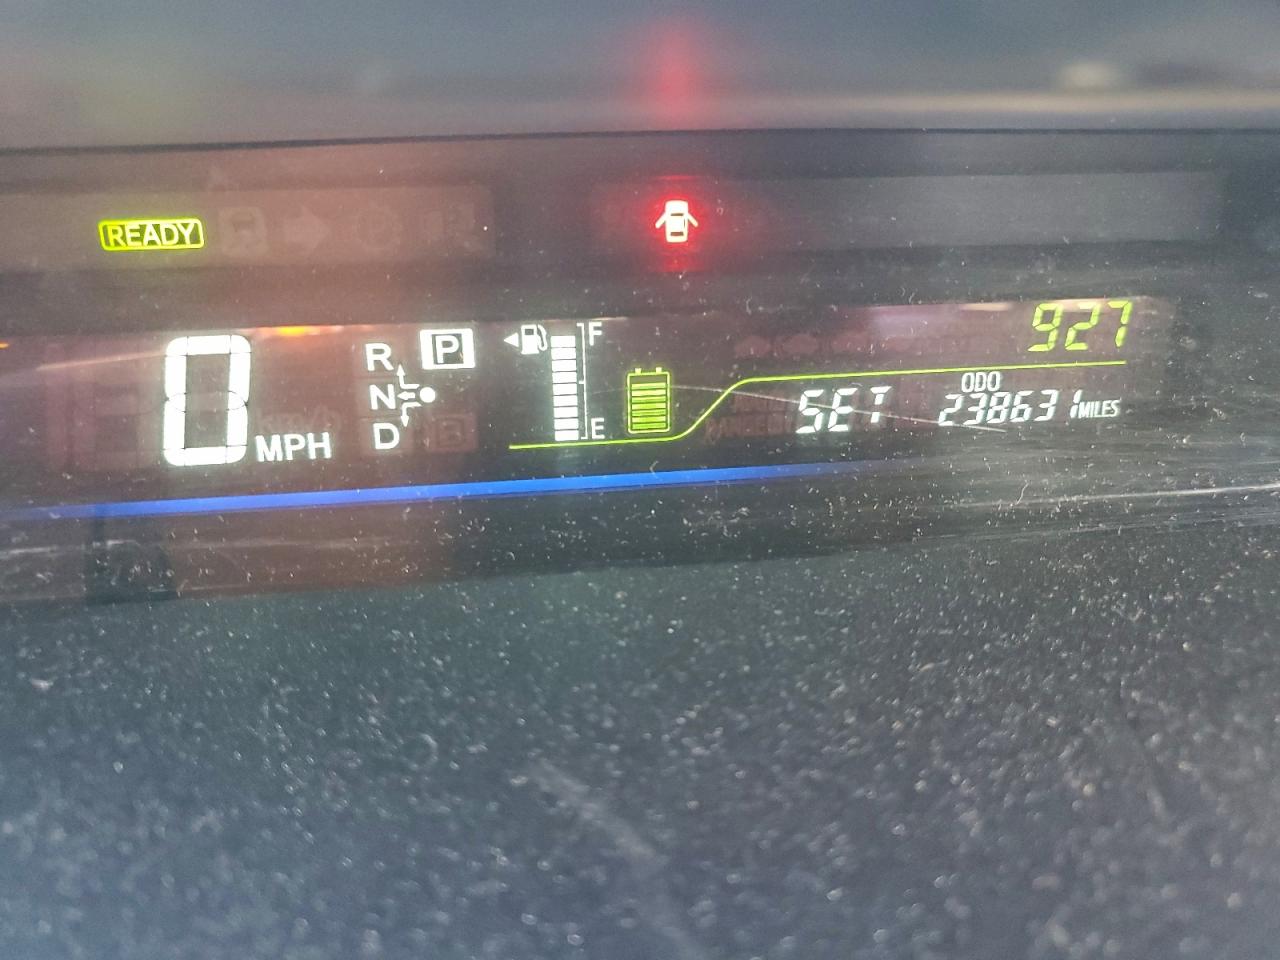 READY
927
0 MPH
R P
N
D
F
E
SET
ODO
238631 MILES